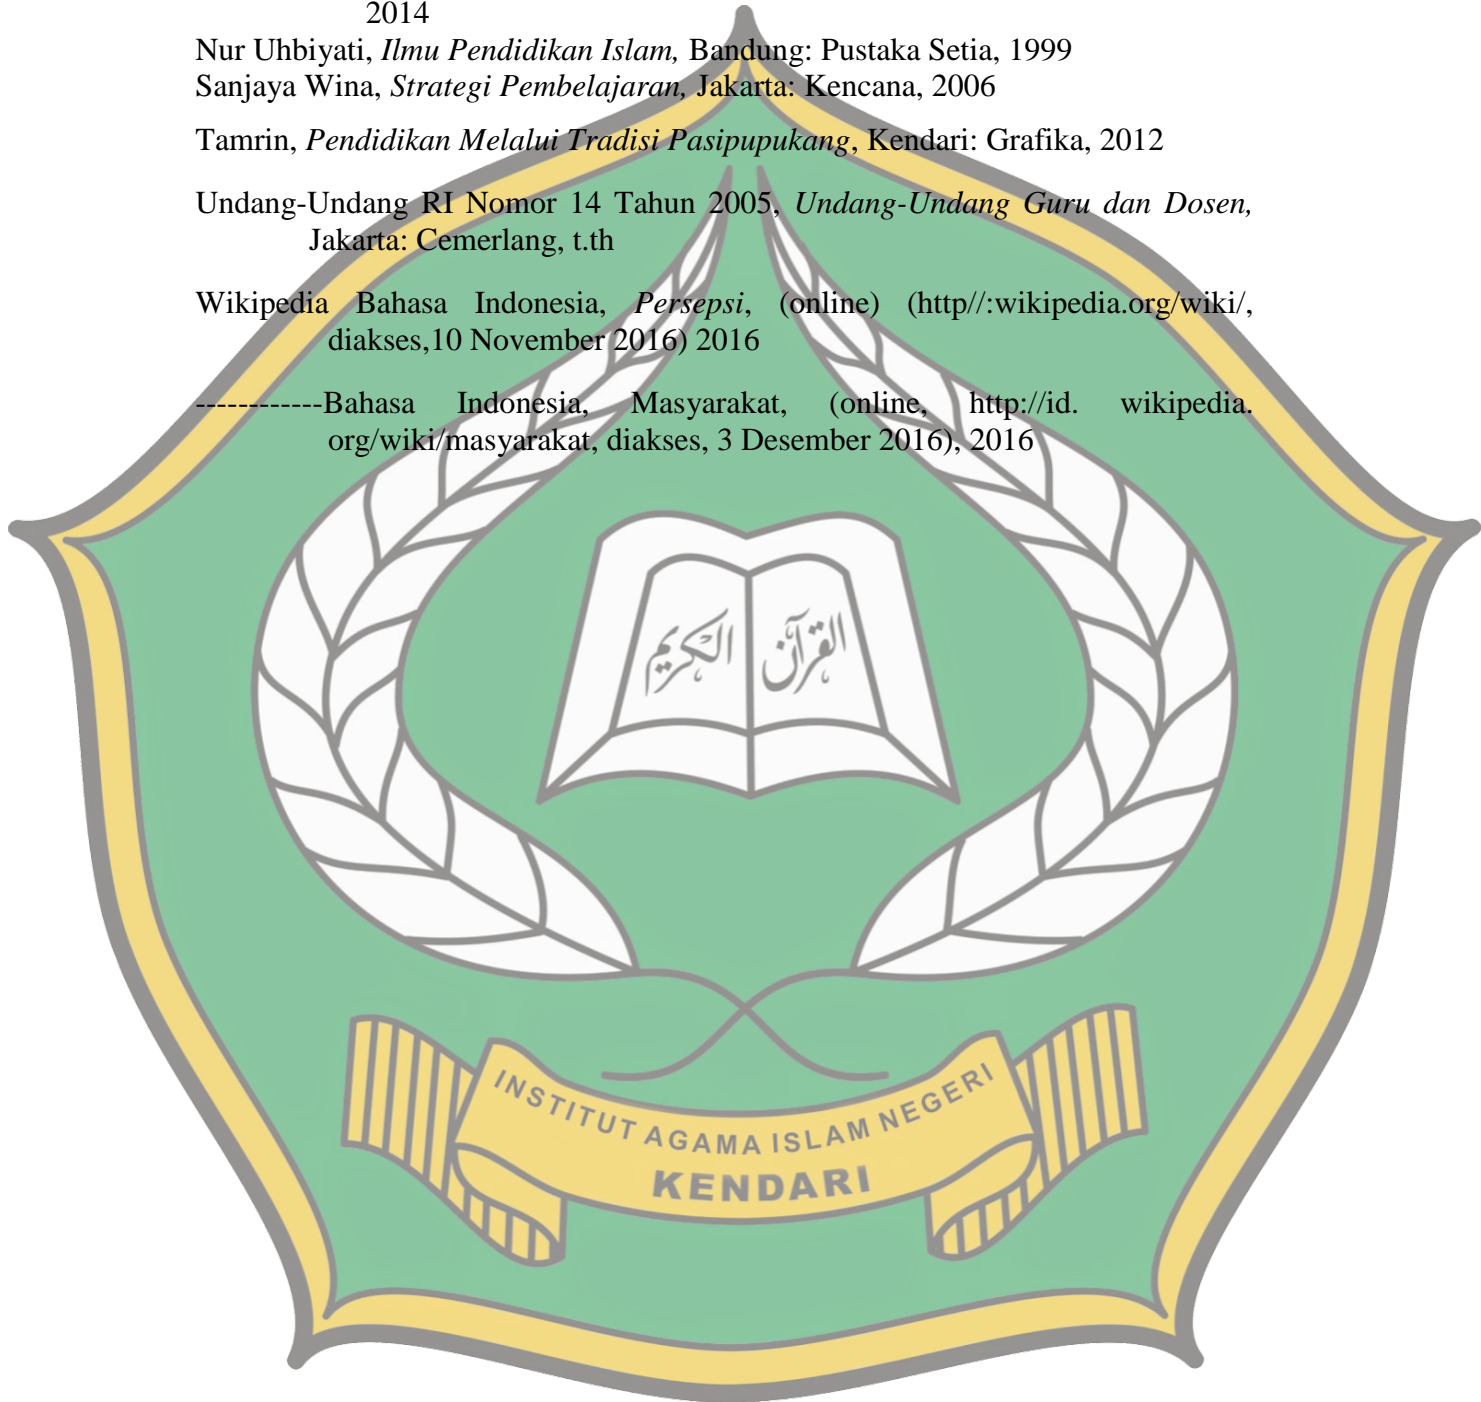 2014
Nur Uhbiyati, Ilmu Pendidikan Islam, Bandung: Pustaka Setia, 1999
Sanjaya Wina, Strategi Pembelajaran, Jakarta: Kencana, 2006
Tamrin, Pendidikan Melalui Tradisi Pasipupukang, Kendari: Grafika, 2012
Undang-Undang RI Nomor 14 Tahun 2005, Undang-Undang Guru dan Dosen,
Jakarta: Cemerlang, t.th
Wikipedia Bahasa Indonesia, Persepsi, (online) (http//:wikipedia.org/wiki/,
diakses,10 November 2016) 2016
------------Bahasa Indonesia, Masyarakat, (online, http://id. wikipedia.
org/wiki/masyarakat, diakses, 3 Desember 2016), 2016
القرآن الكريم
INSTITUT AGAMA ISLAM NEGERI
KENDARI